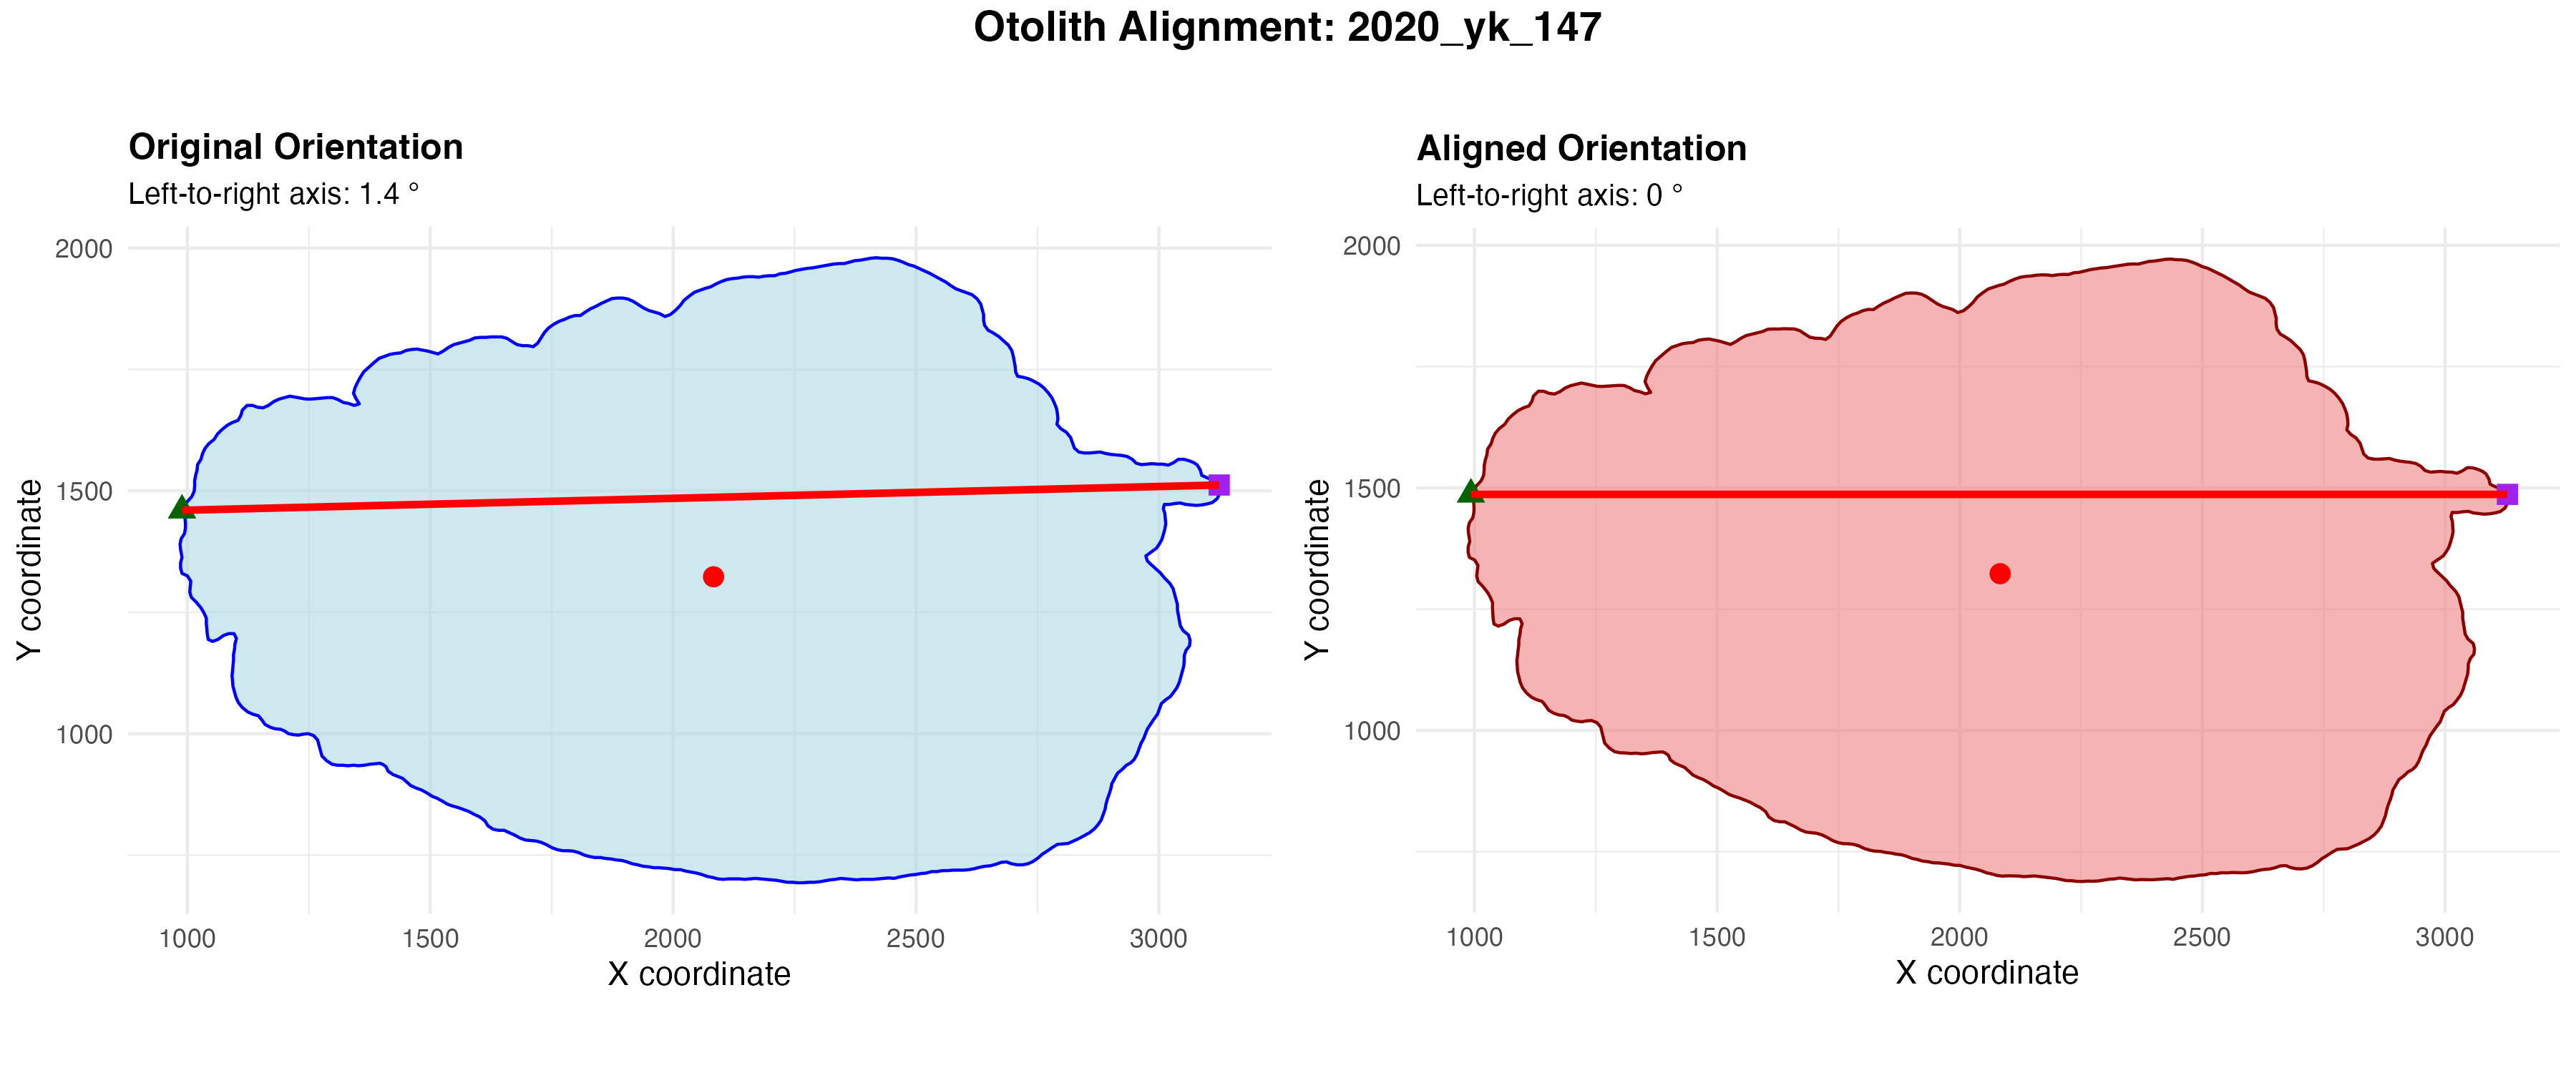 Otolith Alignment: 2020_yk_147
Original Orientation
Left-to-right axis: 1.4 °
2000
1500
1000
Y coordinate
1000
1500
2000
2500
3000
X coordinate
Aligned Orientation
Left-to-right axis: 0 °
2000
1500
1000
Y coordinate
1000
1500
2000
2500
3000
X coordinate